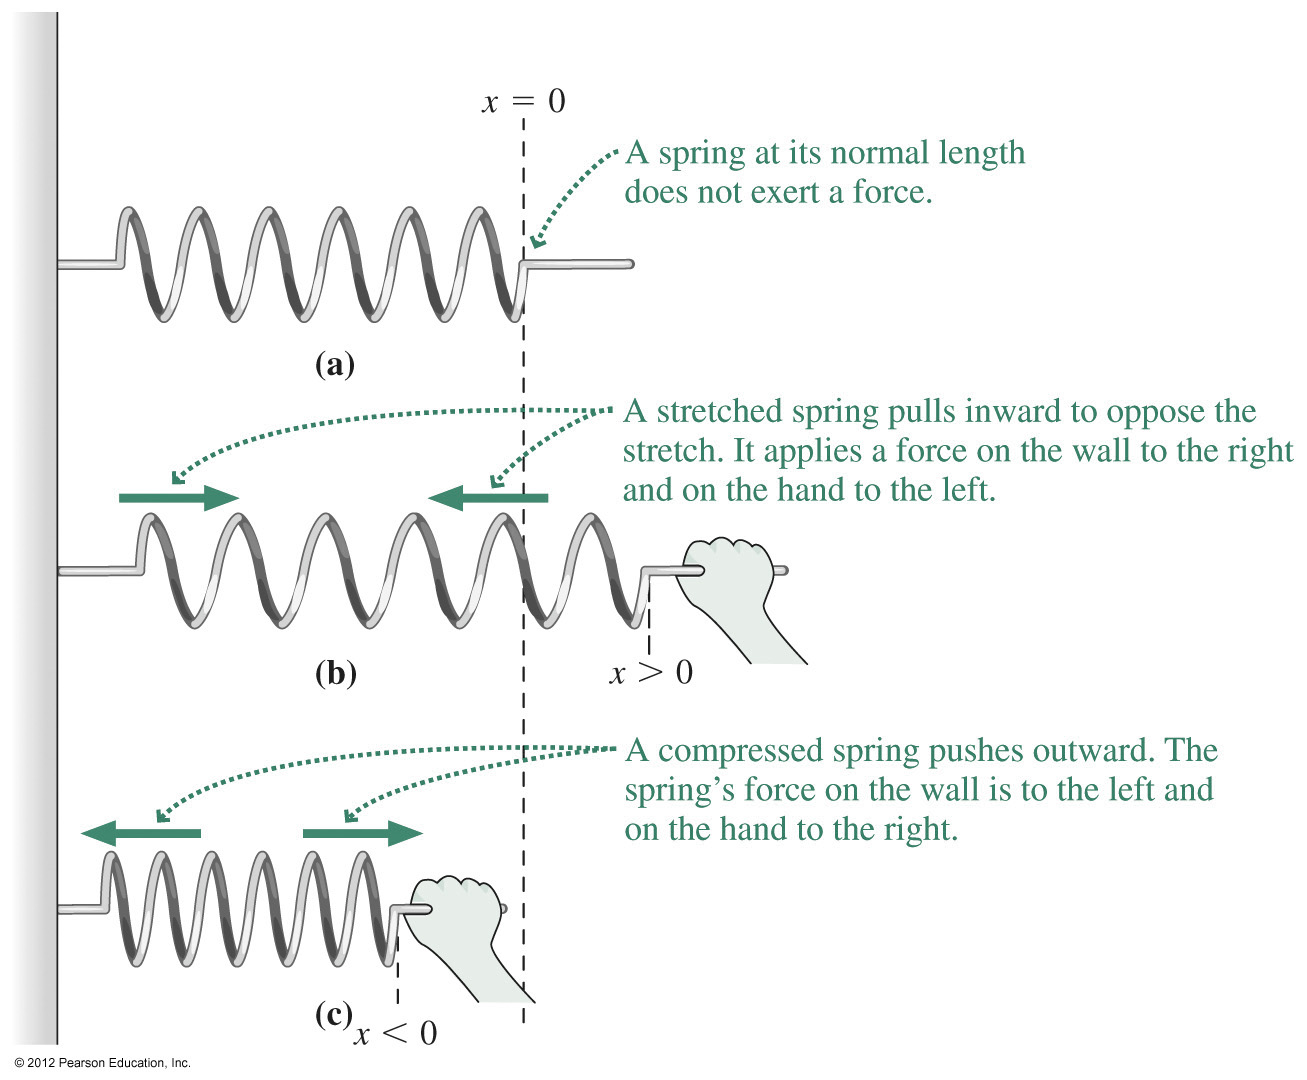 x = 0
A spring at its normal length
does not exert a force.
(a)
A stretched spring pulls inward to oppose the
stretch. It applies a force on the wall to the right
and on the hand to the left.
(b)
x > 0
A compressed spring pushes outward. The
spring’s force on the wall is to the left and
on the hand to the right.
(c)
x < 0
© 2012 Pearson Education, Inc.